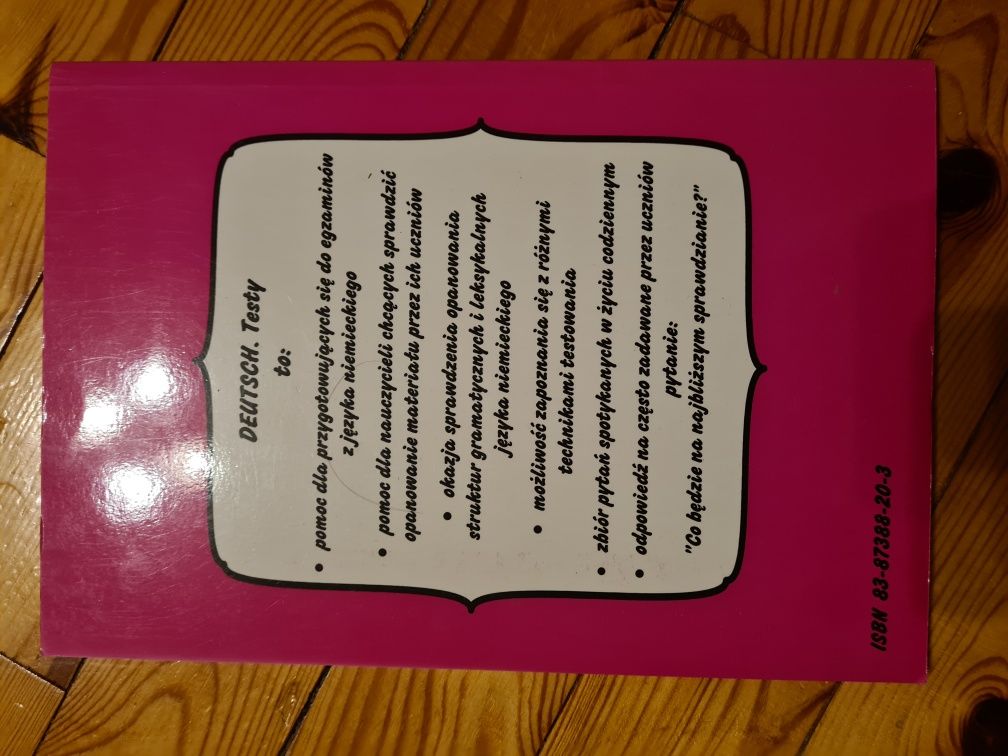 DEUTSCH. Testy
to:
• pomoc dla przygotowujących się do egzaminów
z języka niemieckiego
• pomoc dla nauczycieli chcących sprawdzić
opanowanie materiału przez ich uczniów
• okazja sprawdzenia opanowania
struktur gramatycznych i leksykalnych
języka niemieckiego
• możliwość zapoznania się z różnymi
technikami testowania
• zbiór pytań spotykanych w życiu codziennym
• odpowiedź na często zadawane przez uczniów
pytanie:
"Co będzie na najbliższym sprawdzianie?"
ISBN 83-87388-20-3